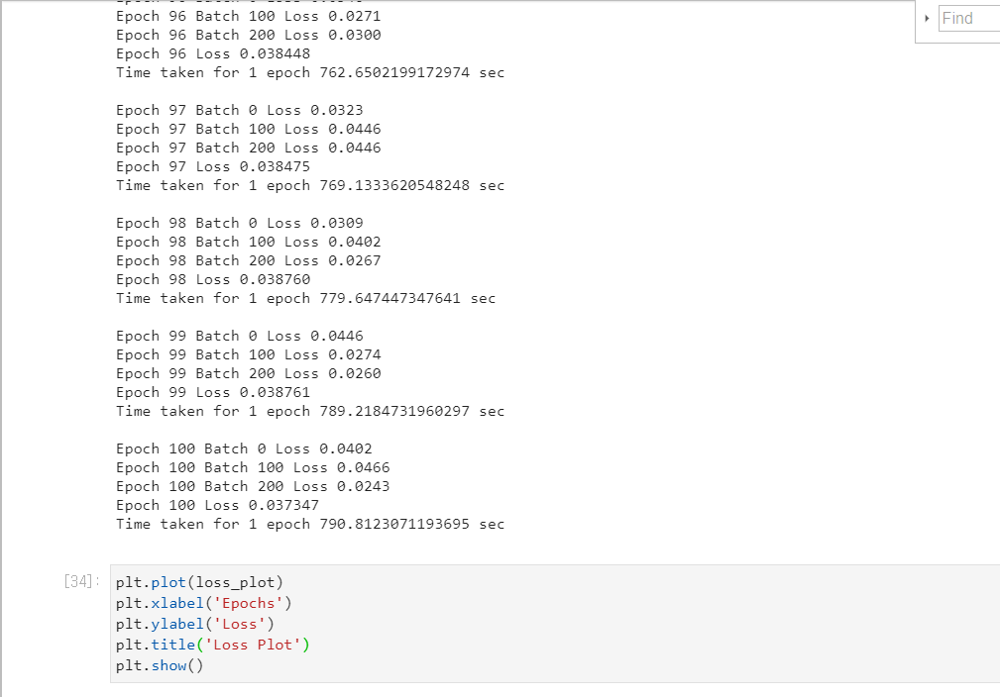 Epoch 96 Batch 100 Loss 0.0271
Epoch 96 Batch 200 Loss 0.0300
Epoch 96 Loss 0.038448
Time taken for 1 epoch 762.6502199172974 sec
Epoch 97 Batch 0 Loss 0.0323
Epoch 97 Batch 100 Loss 0.0446
Epoch 97 Batch 200 Loss 0.0446
Epoch 97 Loss 0.038475
Time taken for 1 epoch 769.1333620548248 sec
Epoch 98 Batch 0 Loss 0.0309
Epoch 98 Batch 100 Loss 0.0402
Epoch 98 Batch 200 Loss 0.0267
Epoch 98 Loss 0.038760
Time taken for 1 epoch 779.647447347641 sec
Epoch 99 Batch 0 Loss 0.0446
Epoch 99 Batch 100 Loss 0.0274
Epoch 99 Batch 200 Loss 0.0260
Epoch 99 Loss 0.038761
Time taken for 1 epoch 789.2184731960297 sec
Epoch 100 Batch 0 Loss 0.0402
Epoch 100 Batch 100 Loss 0.0466
Epoch 100 Batch 200 Loss 0.0243
Epoch 100 Loss 0.037347
Time taken for 1 epoch 790.8123071193695 sec
[34]: plt.plot(loss_plot)
plt.xlabel('Epochs')
plt.ylabel('Loss')
plt.title('Loss Plot')
plt.show()
Find